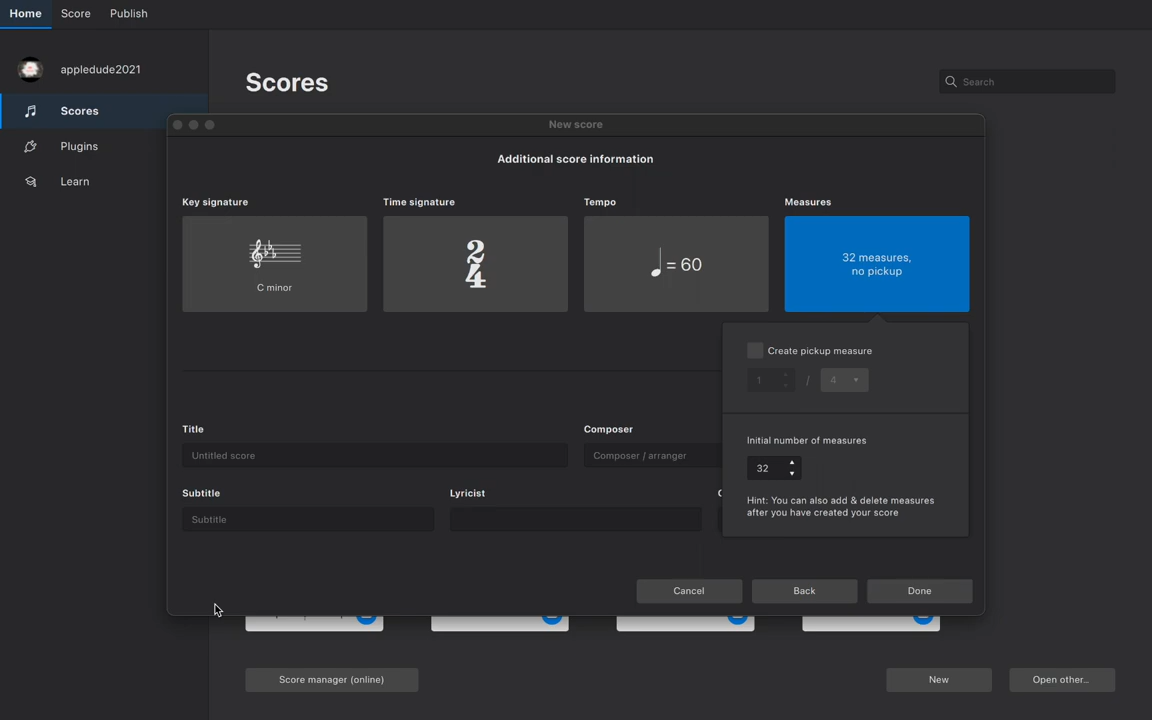 Home Score Publish
appledude2021
Scores
Search
Scores
Plugins
Learn
New score
Additional score information
Key signature Time signature Tempo Measures
C minor
2
4
= 60
32 measures,
no pickup
Create pickup measure
1 / 4
Title Composer
Untitled score Composer / arranger
Initial number of measures
32
Subtitle Lyricist
Subtitle
Hint: You can also add & delete measures
after you have created your score
Cancel Back Done
Score manager (online) New Open other...